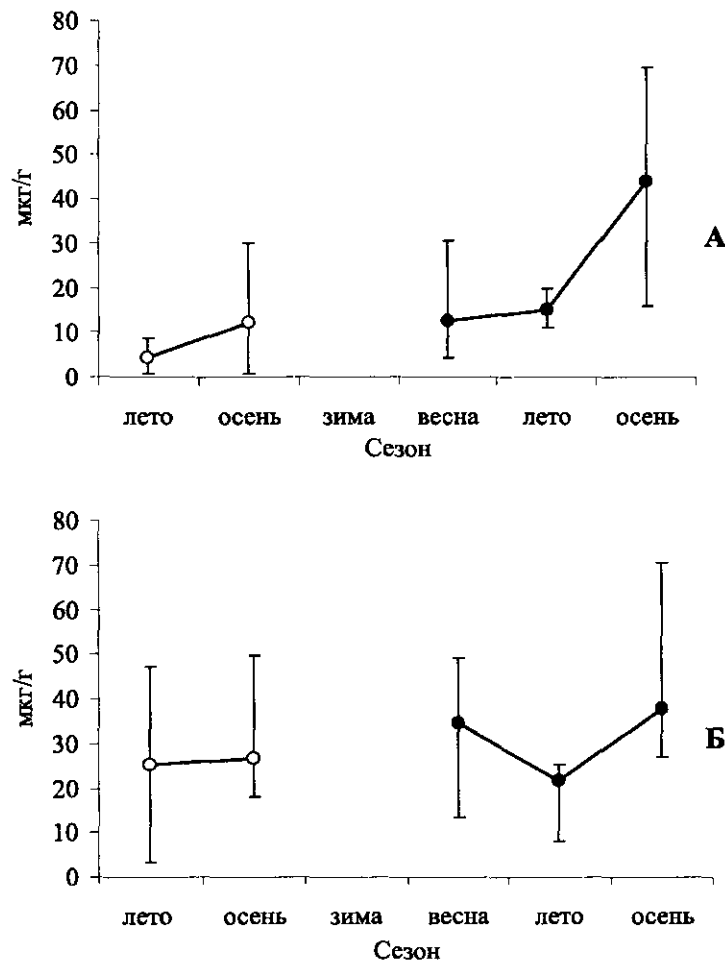 80
70
60
50
40
30
20
10
0
мкг/г
А
лето осень зима весна лето осень
Сезон
80
70
60
50
40
30
20
10
0
мкг/г
Б
лето осень зима весна лето осень
Сезон